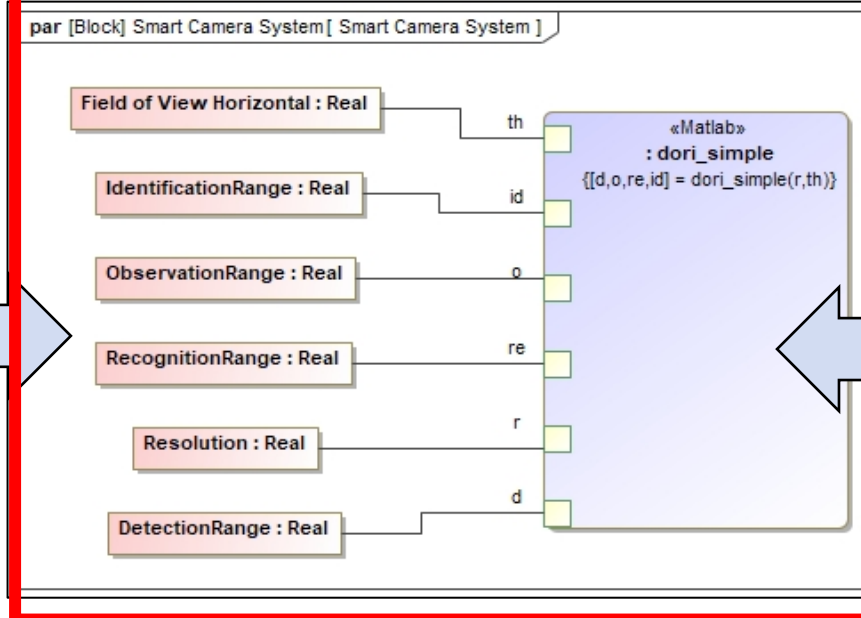 par [Block] Smart Camera System[ Smart Camera System ]
Field of View Horizontal : Real
th
«Matlab»
: dori_simple
{[d,o,re,id] = dori_simple(r,th)}
IdentificationRange : Real
id
ObservationRange : Real
o
RecognitionRange : Real
re
Resolution : Real
r
DetectionRange : Real
d